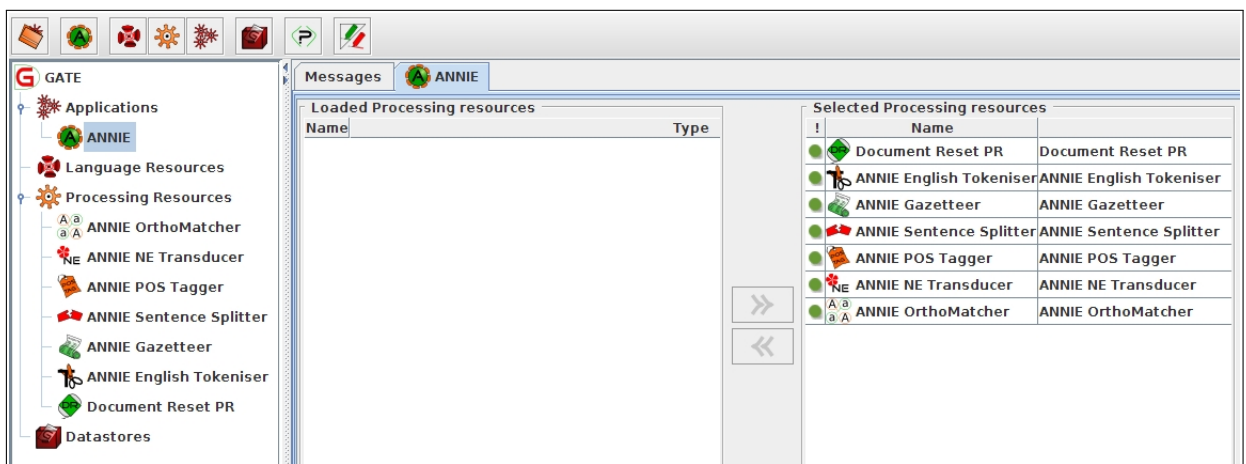 GATE
Applications
ANNIE
Language Resources
Processing Resources
ANNIE OrthoMatcher
ANNIE NE Transducer
ANNIE POS Tagger
ANNIE Sentence Splitter
ANNIE Gazetteer
ANNIE English Tokeniser
Document Reset PR
Datastores
Messages ANNIE
Loaded Processing resources
Name Type
Selected Processing resources
! Name
Document Reset PR Document Reset PR
ANNIE English Tokeniser ANNIE English Tokeniser
ANNIE Gazetteer ANNIE Gazetteer
ANNIE Sentence Splitter ANNIE Sentence Splitter
ANNIE POS Tagger ANNIE POS Tagger
ANNIE NE Transducer ANNIE NE Transducer
ANNIE OrthoMatcher ANNIE OrthoMatcher